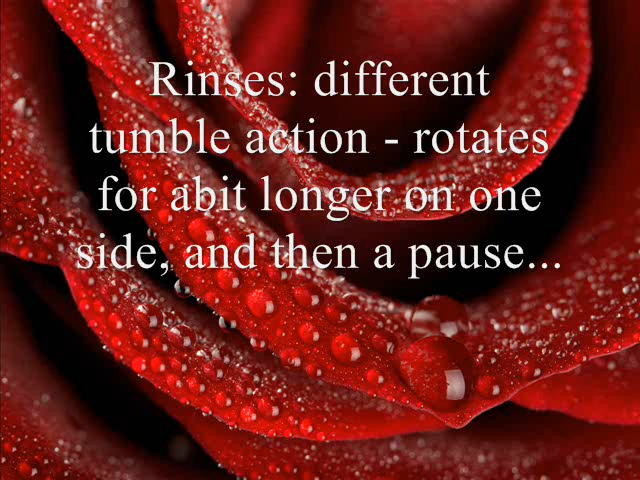 Rinses: different
tumble action - rotates
for abit longer on one
side, and then a pause...